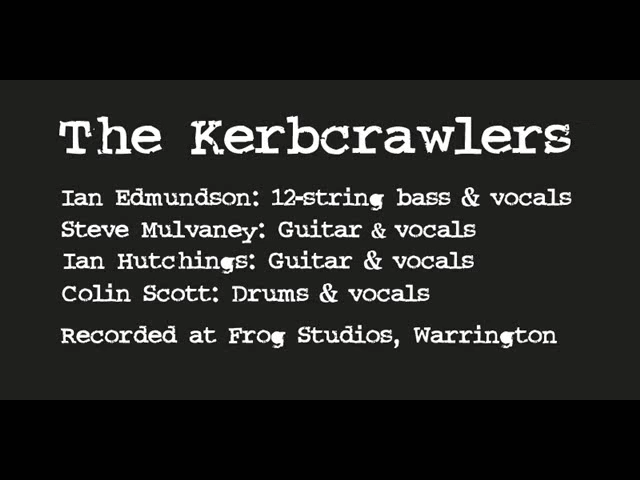 The Kerbcrawlers
Ian Edmundson: 12-string bass & vocals
Steve Mulvaney: Guitar & vocals
Ian Hutchings: Guitar & vocals
Colin Scott: Drums & vocals
Recorded at Frog Studios, Warrington